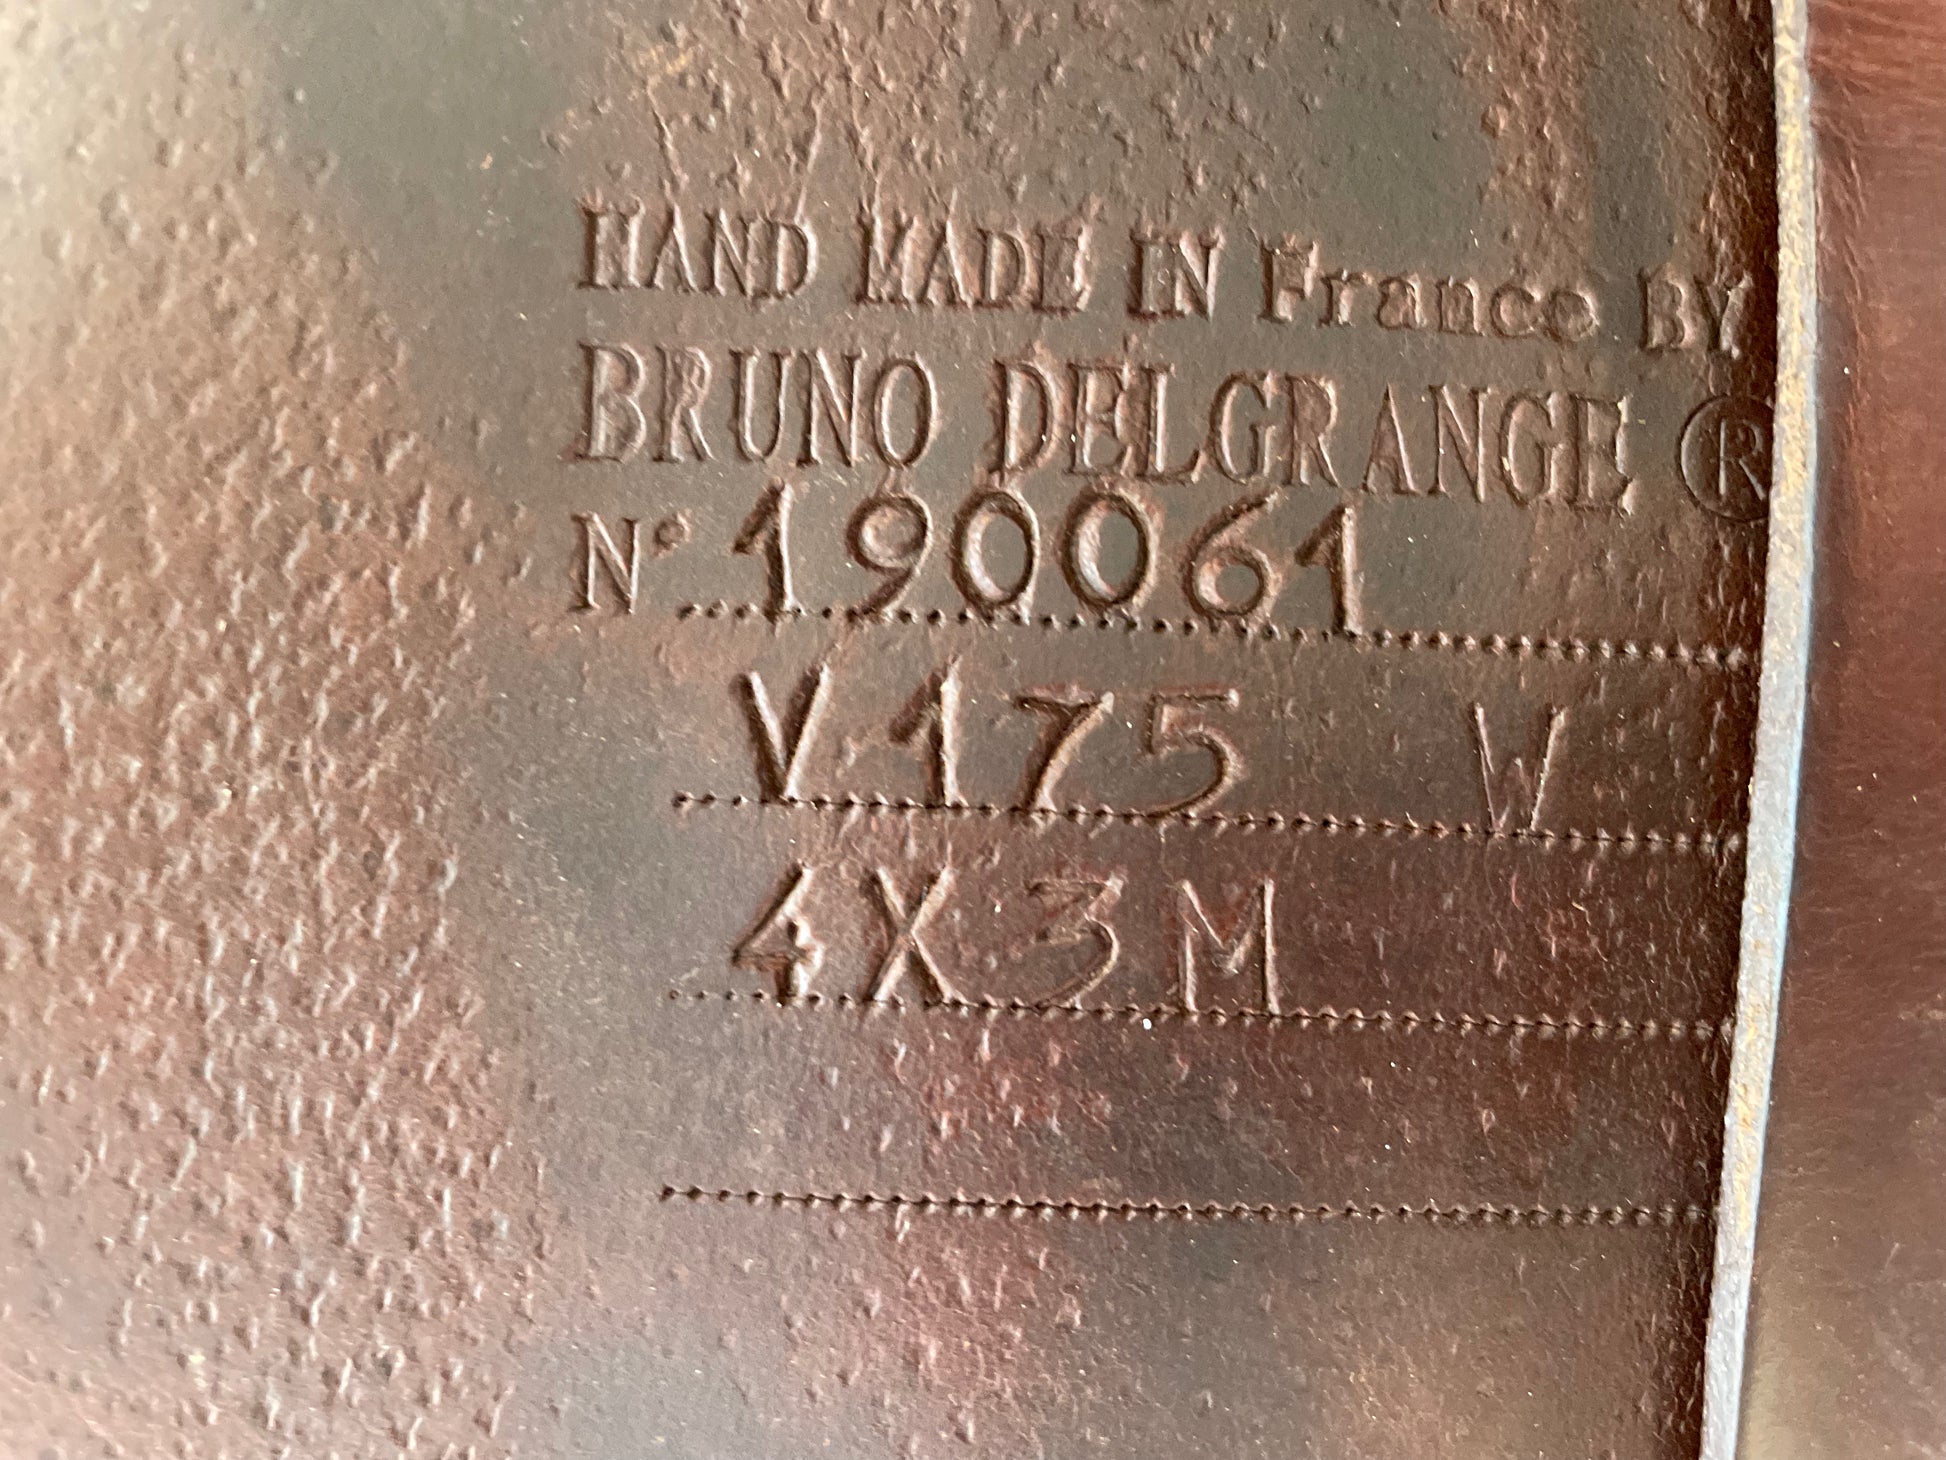 HAND MADE IN France BY
BRUNO DELGRANGE ®
N° 190061
V175 W
4X3M